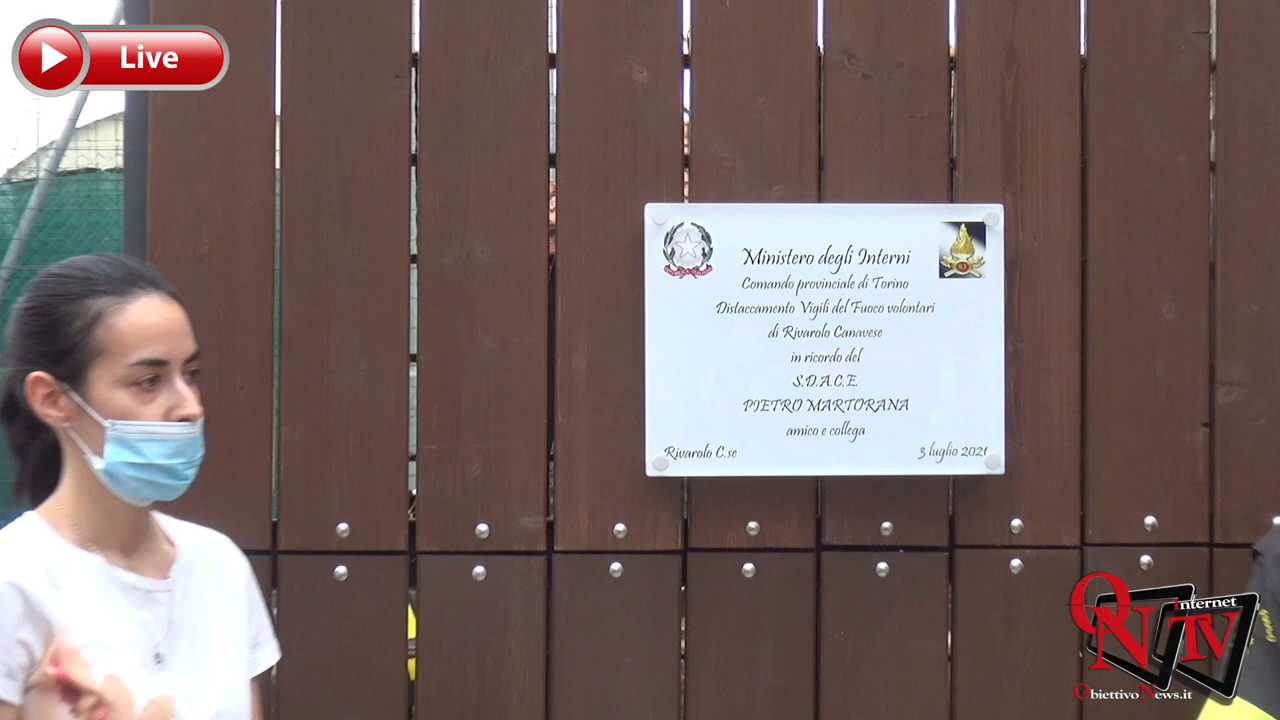 Live
Ministero degli Interni
Comando provinciale di Torino
Distaccamento Vigili del Fuoco volontari
di Rivarolo Canavese
in ricordo del
S.D.A.C.E.
PIETRO MARTORANA
amico e collega
Rivarolo C.se 3 luglio 2021
ON internet TV
ObiettivoNews.it